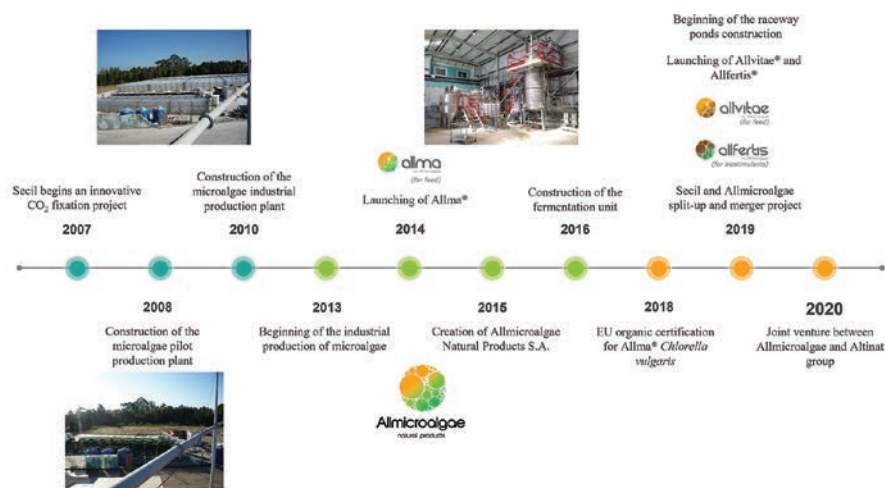 Beginning of the raceway
ponds construction
Launching of Allvitae® and
Allfertis®
allvitae
(for feed)
allfertis
(for biostimulants)
allma
(for food)
Secil begins an innovative
CO₂ fixation project
2007
Construction of the
microalgae industrial
production plant
2010
Launching of Allma®
2014
Construction of the
fermentation unit
2016
Secil and Allmicroalgae
split-up and merger project
2019
2008
Construction of the
microalgae pilot
production plant
2013
Beginning of the industrial
production of microalgae
2015
Creation of Allmicroalgae
Natural Products S.A.
2018
EU organic certification
for Allma® Chlorella
vulgaris
2020
Joint venture between
Allmicroalgae and Altinat
group
Allmicroalgae
natural products